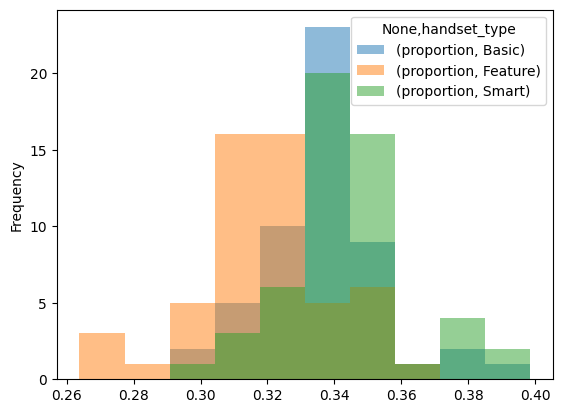 None,handset_type
(proportion, Basic)
(proportion, Feature)
(proportion, Smart)
Frequency
20
15
10
5
0
0.26 0.28 0.30 0.32 0.34 0.36 0.38 0.40